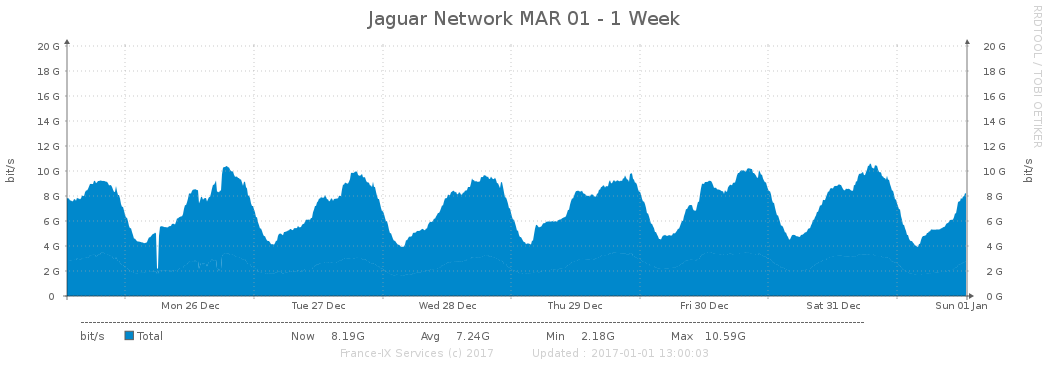 Jaguar Network MAR 01 - 1 Week
RRDTOOL / TOBI OETIKER
bit/s
20 G 20 G
18 G 18 G
16 G 16 G
14 G 14 G
12 G 12 G
10 G 10 G
8 G 8 G
6 G 6 G
4 G 4 G
2 G 2 G
0 0 G
bit/s
Mon 26 Dec Tue 27 Dec Wed 28 Dec Thu 29 Dec Fri 30 Dec Sat 31 Dec Sun 01 Jan
bit/s Total Now 8.19G Avg 7.24G Min 2.18G Max 10.59G
France-IX Services (c) 2017 Updated : 2017-01-01 13:00:03